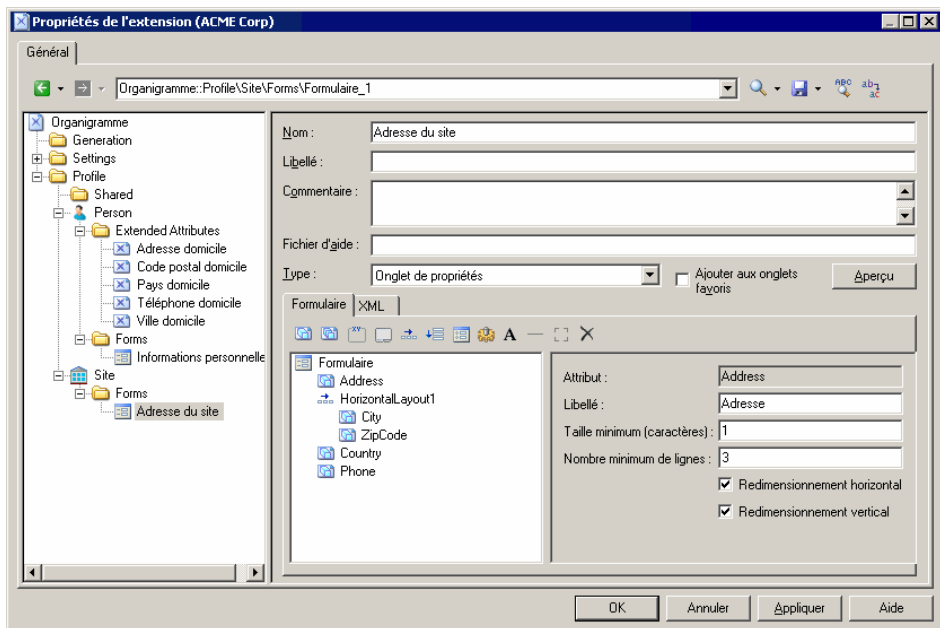 Propriétés de l'extension (ACME Corp)
Général
Organigramme::Profile\Site\Forms\Formulaire_1
Organigramme
Generation
Settings
Profile
Shared
Person
Extended Attributes
Adresse domicile
Code postal domicile
Pays domicile
Téléphone domicile
Ville domicile
Forms
Informations personnelle
Site
Forms
Adresse du site
Nom : Adresse du site
Libellé :
Commentaire :
Fichier d'aide :
Type : Onglet de propriétés
Ajouter aux onglets
favoris
Aperçu
Formulaire XML
Formulaire
Address
HorizontalLayout1
City
ZipCode
Country
Phone
Attribut : Address
Libellé : Adresse
Taille minimum (caractères) : 1
Nombre minimum de lignes : 3
Redimensionnement horizontal
Redimensionnement vertical
OK Annuler Appliquer Aide